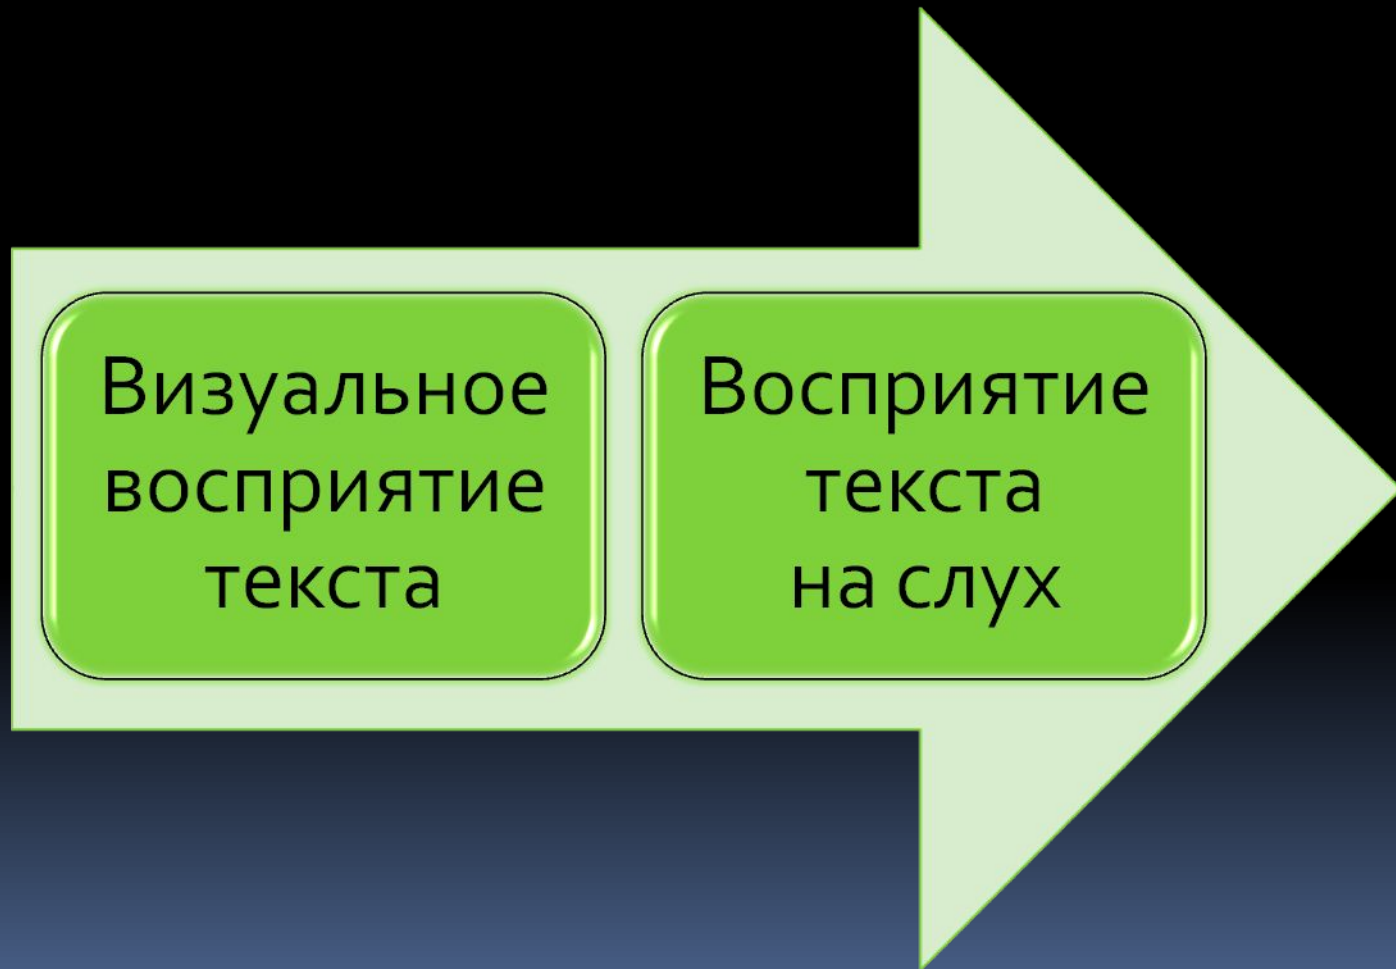 Визуальное
восприятие
текста
Восприятие
текста
на слух